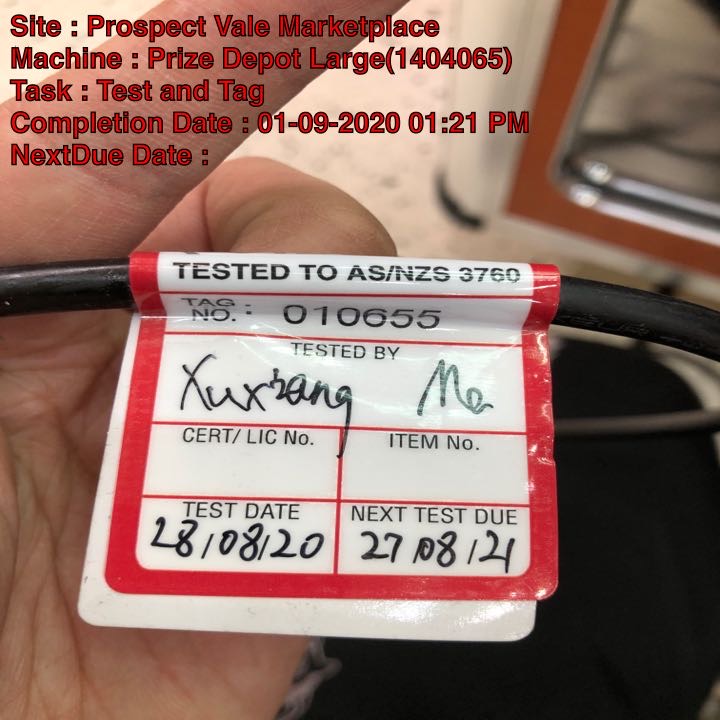 Site : Prospect Vale Marketplace
Machine : Prize Depot Large(1404065)
Task : Test and Tag
Completion Date : 01-09-2020 01:21 PM
NextDue Date :
TESTED TO AS/NZS 3760
TAG NO. : 010655
TESTED BY
Xuxiang Ma
CERT/ LIC No. ITEM No.
TEST DATE NEXT TEST DUE
28/08/20 27/08/21